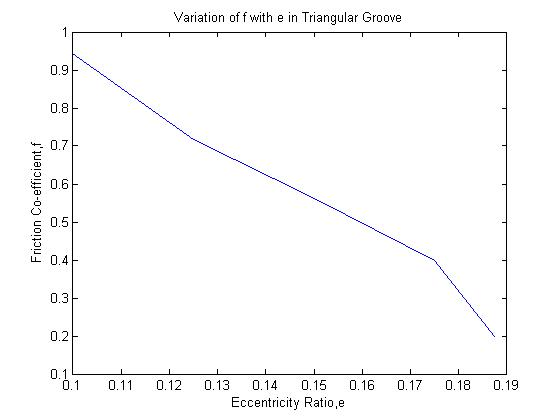 Variation of f with e in Triangular Groove
1
0.9
0.8
0.7
0.6
0.5
0.4
0.3
0.2
0.1
Friction Co-efficient,f
0.1 0.11 0.12 0.13 0.14 0.15 0.16 0.17 0.18 0.19
Eccentricity Ratio,e